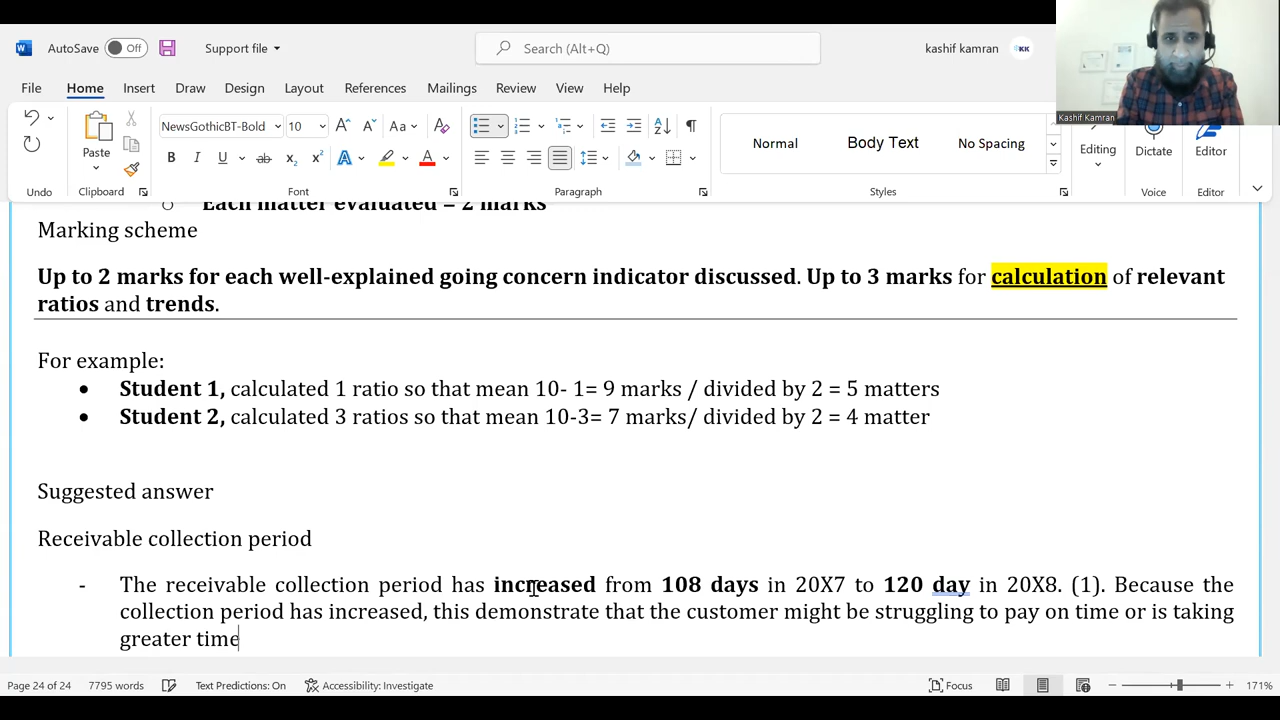 AutoSave Off Support file Search (Alt+Q) kashif kamran KK
Kashif Kamran
File Home Insert Draw Design Layout References Mailings Review View Help
NewsGothicBT-Bold 10 Aa
Paste
Normal Body Text No Spacing
Editing Dictate Editor
Undo Clipboard Font Paragraph Styles Voice Editor
o Each matter evaluated = 2 marks
Marking scheme
Up to 2 marks for each well-explained going concern indicator discussed. Up to 3 marks for calculation of relevant
ratios and trends.
For example:
• Student 1, calculated 1 ratio so that mean 10- 1= 9 marks / divided by 2 = 5 matters
• Student 2, calculated 3 ratios so that mean 10-3= 7 marks/ divided by 2 = 4 matter
Suggested answer
Receivable collection period
- The receivable collection period has increased from 108 days in 20X7 to 120 day in 20X8. (1). Because the
collection period has increased, this demonstrate that the customer might be struggling to pay on time or is taking
greater time
Page 24 of 24 7795 words Text Predictions: On Accessibility: Investigate Focus 171%